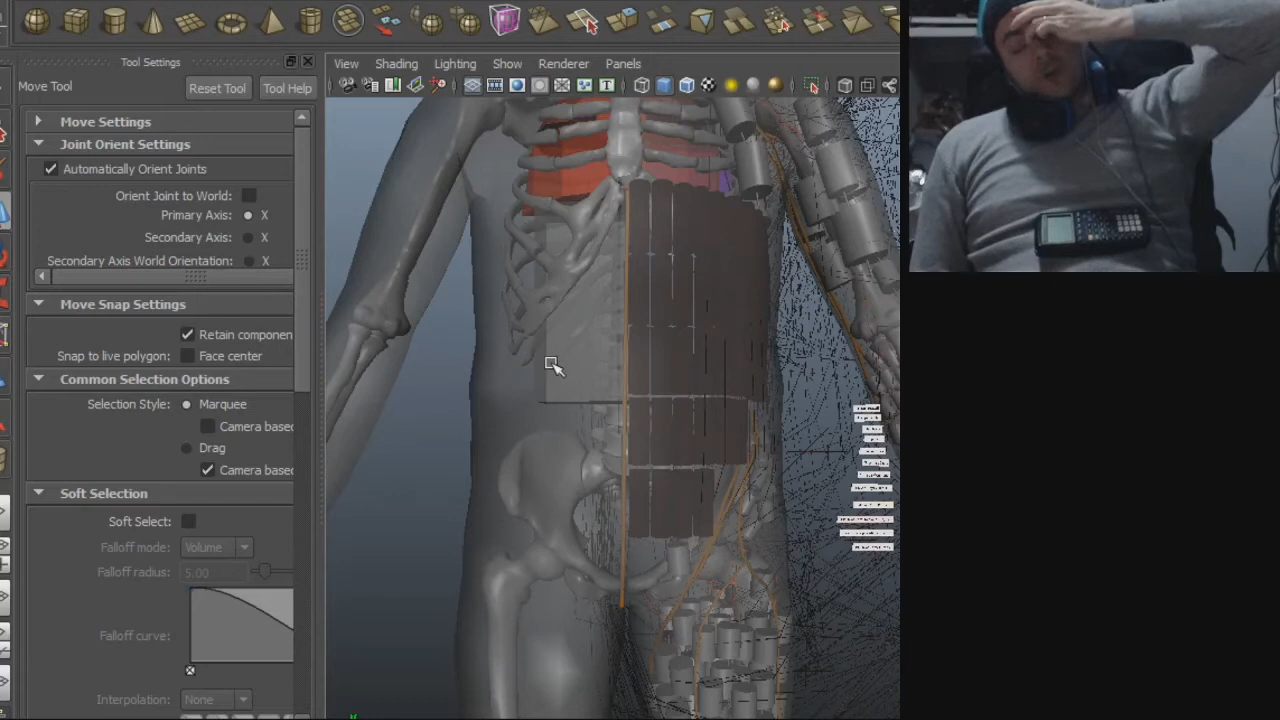 Tool Settings
View Shading Lighting Show Renderer Panels
Move Tool Reset Tool Tool Help
Move Settings
Joint Orient Settings
Automatically Orient Joints
Orient Joint to World:
Primary Axis: X
Secondary Axis: X
Secondary Axis World Orientation: X
Move Snap Settings
Retain componen
Snap to live polygon: Face center
Common Selection Options
Selection Style: Marquee
Camera based
Drag
Camera based
Soft Selection
Soft Select:
Falloff mode: Volume
Falloff radius: 5.00
Falloff curve:
Interpolation: None